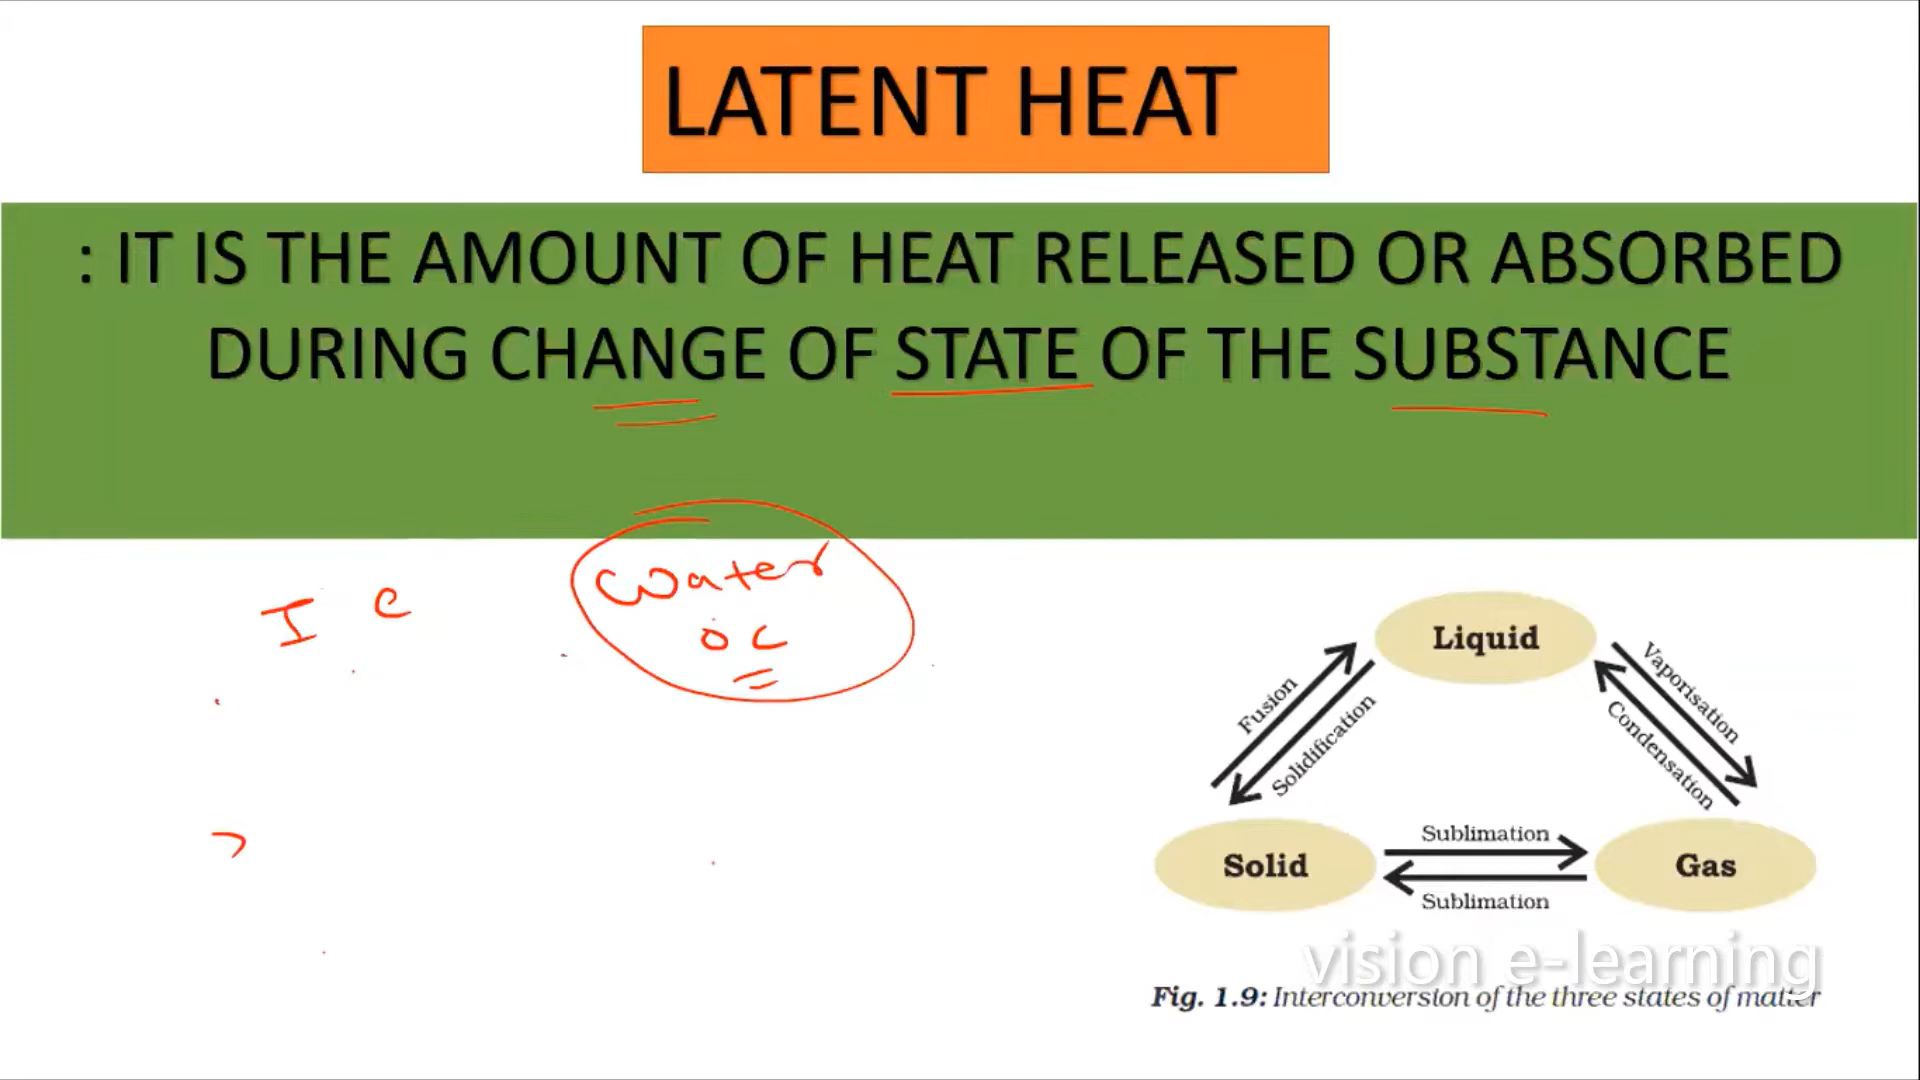 LATENT HEAT
: IT IS THE AMOUNT OF HEAT RELEASED OR ABSORBED
DURING CHANGE OF STATE OF THE SUBSTANCE
I e
Water
0 C
Liquid
Fusion
Solidification
Vaporisation
Condensation
Solid
Sublimation
Sublimation
Gas
vision e-learning
Fig. 1.9: Interconversion of the three states of matter